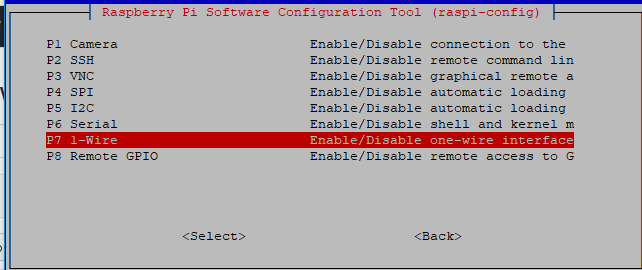 Raspberry Pi Software Configuration Tool (raspi-config)
P1 Camera Enable/Disable connection to the
P2 SSH Enable/Disable remote command lin
P3 VNC Enable/Disable graphical remote a
P4 SPI Enable/Disable automatic loading
P5 I2C Enable/Disable automatic loading
P6 Serial Enable/Disable shell and kernel m
P7 1-Wire Enable/Disable one-wire interface
P8 Remote GPIO Enable/Disable remote access to G
<Select> <Back>